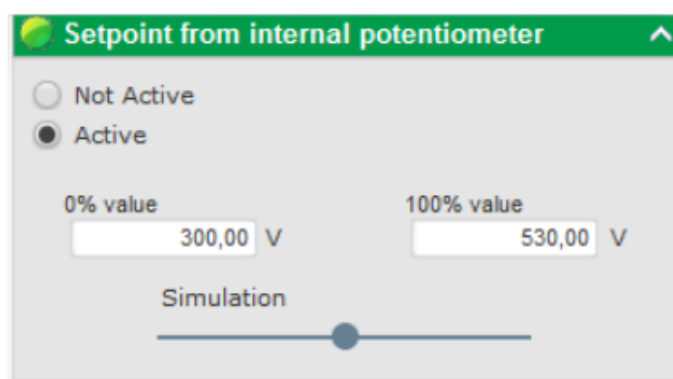 Setpoint from internal potentiometer
Not Active
Active
0% value 100% value
300,00 V 530,00 V
Simulation